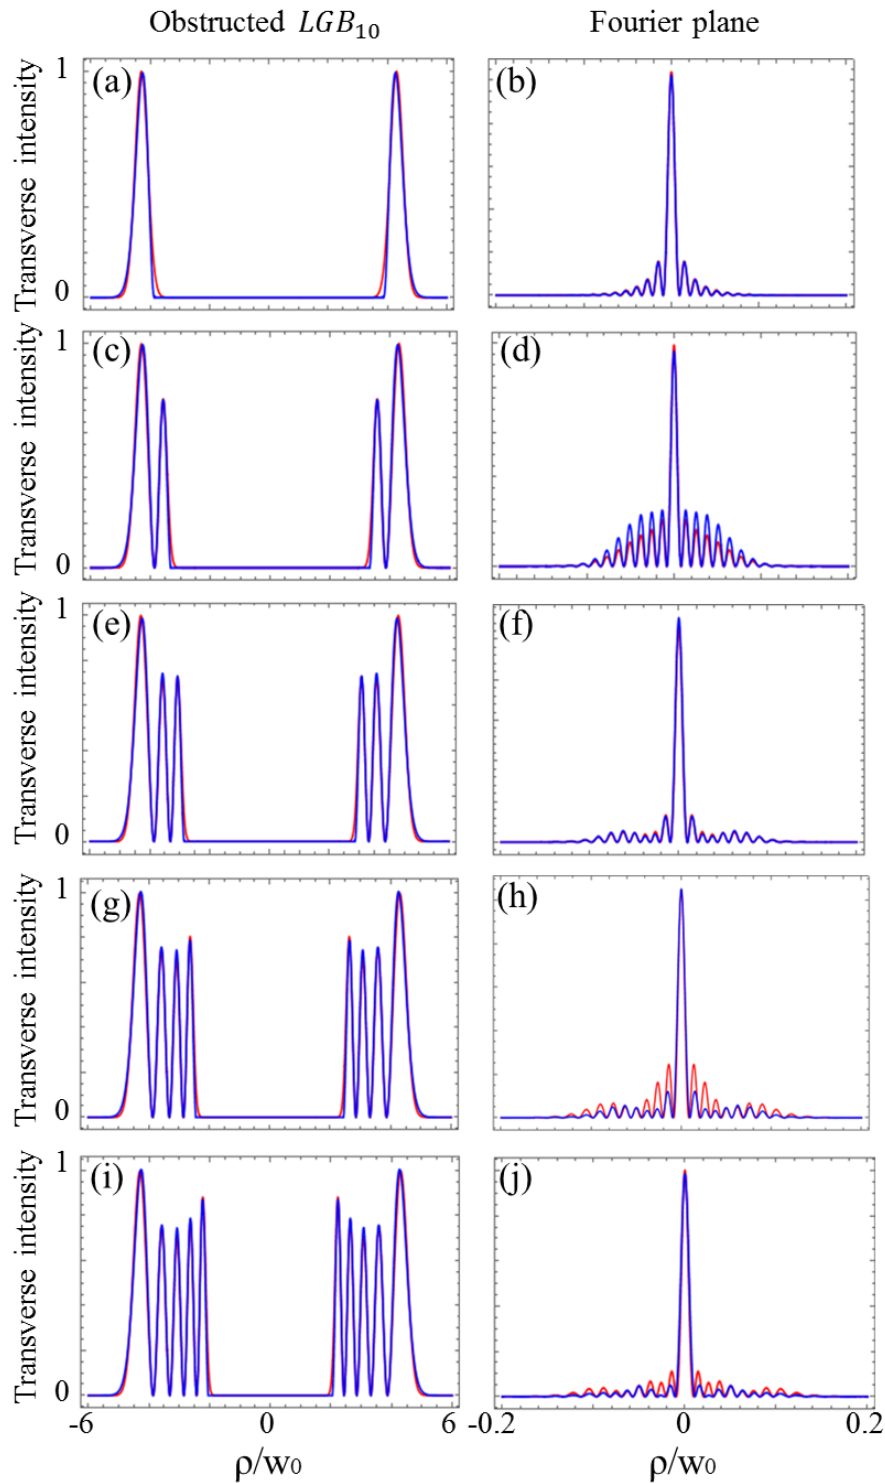 Obstructed LGB₁₀ Fourier plane
Transverse intensity 1 0 (a) (b)
Transverse intensity 1 0 (c) (d)
Transverse intensity 1 0 (e) (f)
Transverse intensity 1 0 (g) (h)
Transverse intensity 1 0 (i) (j)
-6 0 6 -0.2 0 0.2
ρ/w₀ ρ/w₀